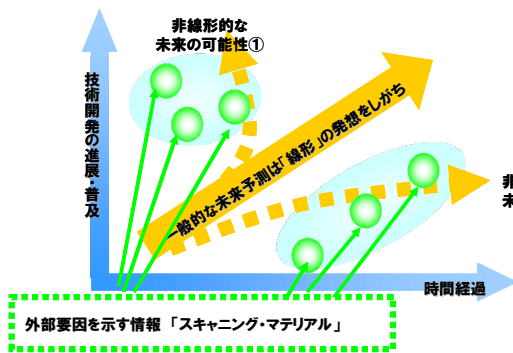 非線形的な
未来の可能性①
技術開発の進展・普及
一般的な未来予測は「線形」の発想をしがち
非
未
時間経過
外部要因を示す情報 「スキャニング・マテリアル」